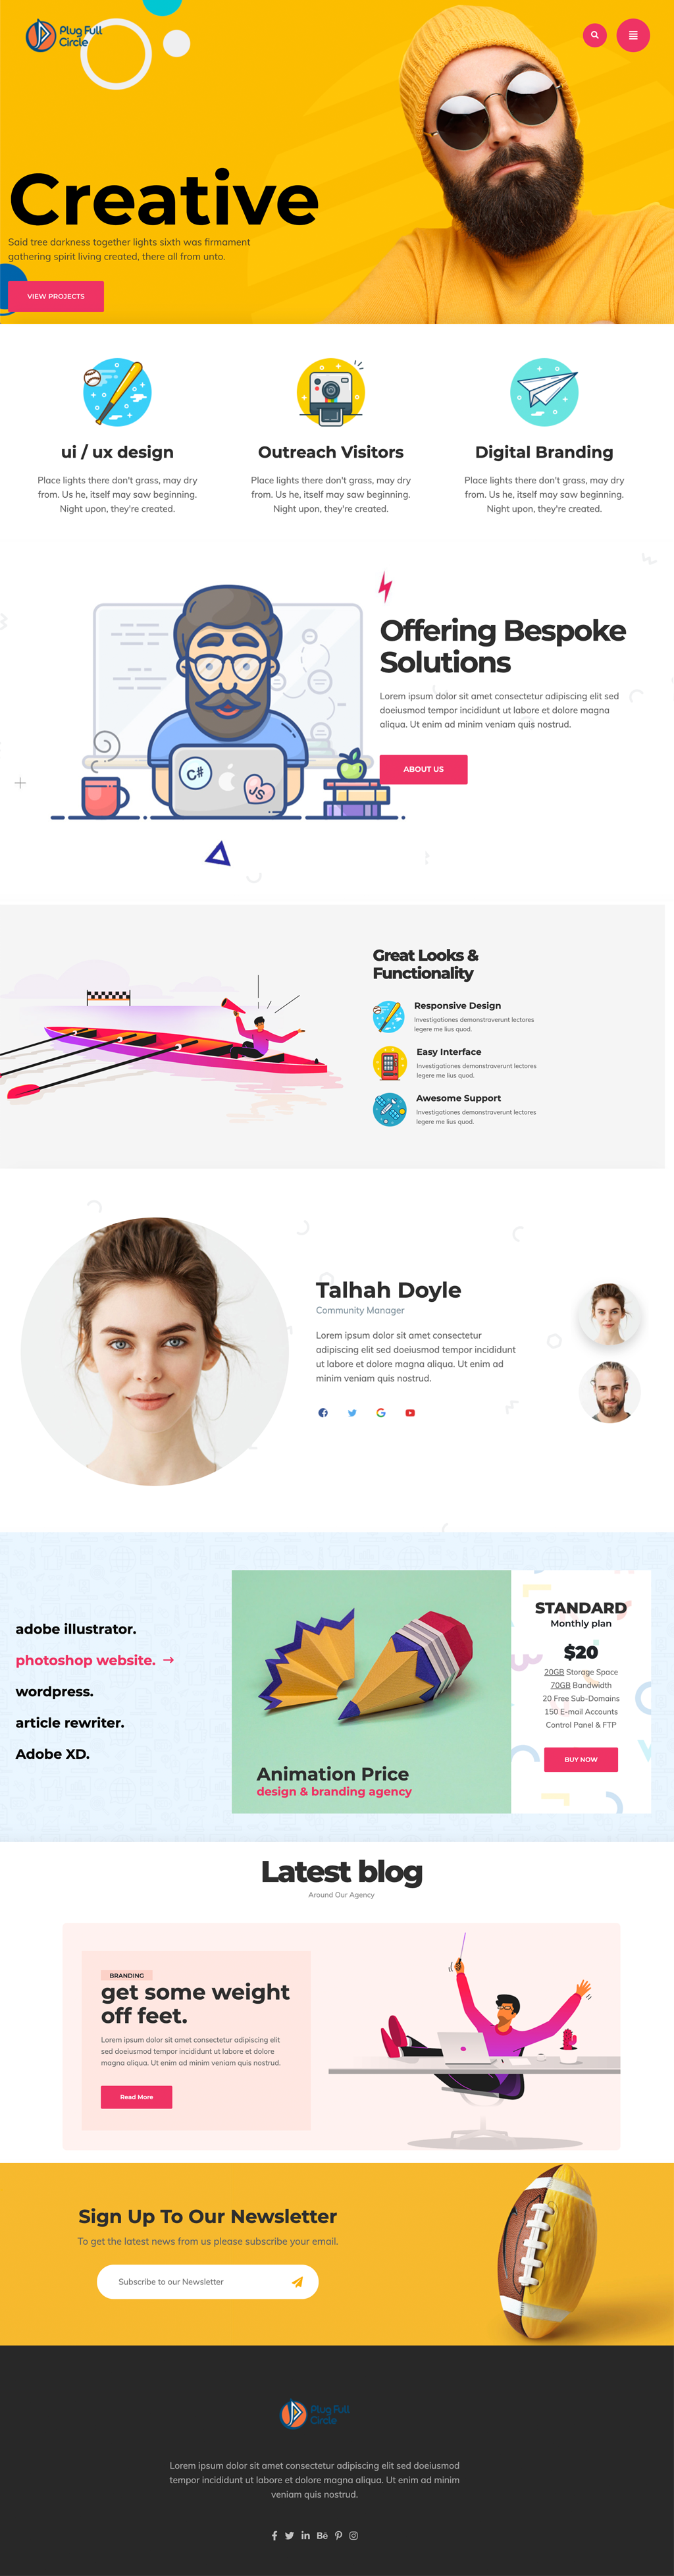 Plug Full
Circle
Creative
Said tree darkness together lights sixth was firmament
gathering spirit living created, there all from unto.
VIEW PROJECTS
ui / ux design
Place lights there don't grass, may dry
from. Us he, itself may saw beginning.
Night upon, they're created.
Outreach Visitors
Place lights there don't grass, may dry
from. Us he, itself may saw beginning.
Night upon, they're created.
Digital Branding
Place lights there don't grass, may dry
from. Us he, itself may saw beginning.
Night upon, they're created.
C#
JS
Offering Bespoke
Solutions
Lorem ipsum dolor sit amet consectetur adipiscing elit sed
doeiusmod tempor incididunt ut labore et dolore magna
aliqua. Ut enim ad minim veniam quis nostrud.
ABOUT US
Great Looks &
Functionality
Responsive Design
Investigationes demonstraverunt lectores
legere me lius quod.
Easy Interface
Investigationes demonstraverunt lectores
legere me lius quod.
Awesome Support
Investigationes demonstraverunt lectores
legere me lius quod.
Talhah Doyle
Community Manager
Lorem ipsum dolor sit amet consectetur
adipiscing elit sed doeiusmod tempor incididunt
ut labore et dolore magna aliqua. Ut enim ad
minim veniam quis nostrud.
adobe illustrator.
photoshop website. →
wordpress.
article rewriter.
Adobe XD.
Animation Price
design & branding agency
STANDARD
Monthly plan
$20
20GB Storage Space
70GB Bandwidth
20 Free Sub-Domains
150 E-mail Accounts
Control Panel & FTP
BUY NOW
Latest blog
Around Our Agency
BRANDING
get some weight
off feet.
Lorem ipsum dolor sit amet consectetur adipiscing elit
sed doeiusmod tempor incididunt ut labore et dolore
magna aliqua. Ut enim ad minim veniam quis nostrud.
Read More
Sign Up To Our Newsletter
To get the latest news from us please subscribe your email.
Subscribe to our Newsletter
Plug Full
Circle
Lorem ipsum dolor sit amet consectetur adipiscing elit sed doeiusmod
tempor incididunt ut labore et dolore magna aliqua. Ut enim ad minim
veniam quis nostrud.